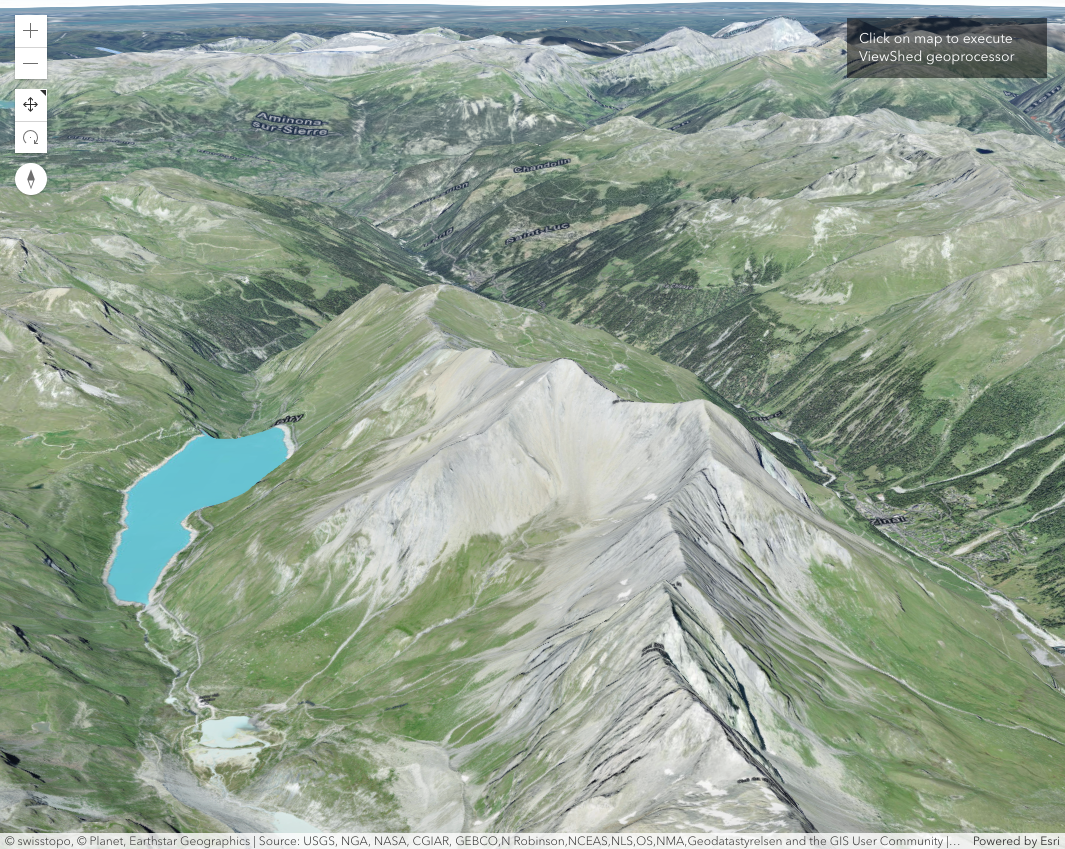 Click on map to execute
ViewShed geoprocessor
Aminona
sur-Sierre
Chandolin
Saint-Luc
© swisstopo, © Planet, Earthstar Geographics | Source: USGS, NGA, NASA, CGIAR, GEBCO,N Robinson,NCEAS,NLS,OS,NMA,Geodatastyrelsen and the GIS User Community |…
Powered by Esri